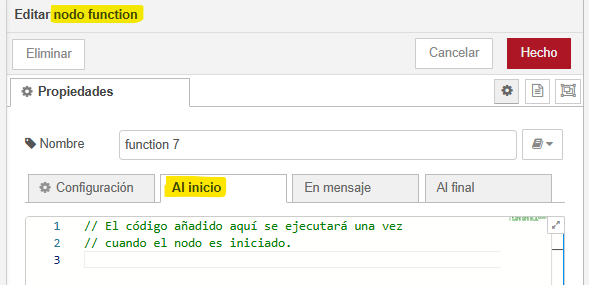 Editar nodo function
Eliminar
Cancelar
Hecho
Propiedades
Nombre
function 7
Configuración
Al inicio
En mensaje
Al final
1 // El código añadido aquí se ejecutará una vez
2 // cuando el nodo es iniciado.
3